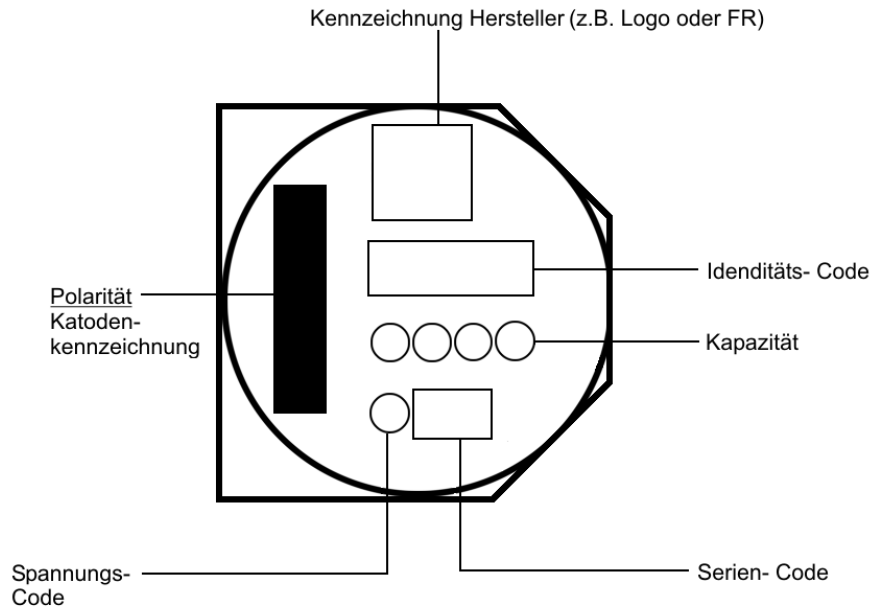 Kennzeichnung Hersteller (z.B. Logo oder FR)
Idenditäts- Code
Polarität
Katoden-
kennzeichnung
Kapazität
Spannungs-
Code
Serien- Code